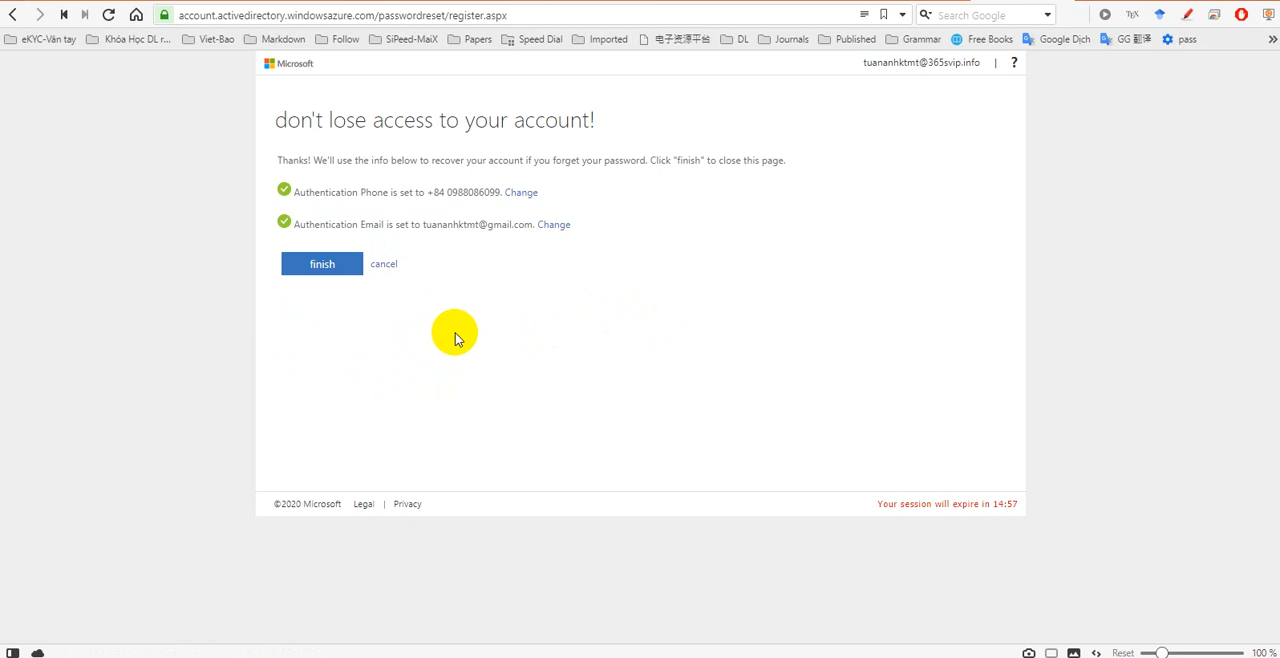 account.activedirectory.windowsazure.com/passwordreset/register.aspx
Search Google
TEX
eKYC-Vân tay
Khóa Học DL r...
Viet-Bao
Markdown
Follow
SiPeed-MaiX
Papers
Speed Dial
Imported
电子资源平台
DL
Journals
Published
Grammar
Free Books
Google Dịch
GG 翻译
pass
Microsoft
tuananhktmt@365svip.info | ?
don't lose access to your account!
Thanks! We'll use the info below to recover your account if you forget your password. Click "finish" to close this page.
Authentication Phone is set to +84 0988086099. Change
Authentication Email is set to tuananhktmt@gmail.com. Change
finish
cancel
©2020 Microsoft Legal | Privacy
Your session will expire in 14:57
Reset
100 %